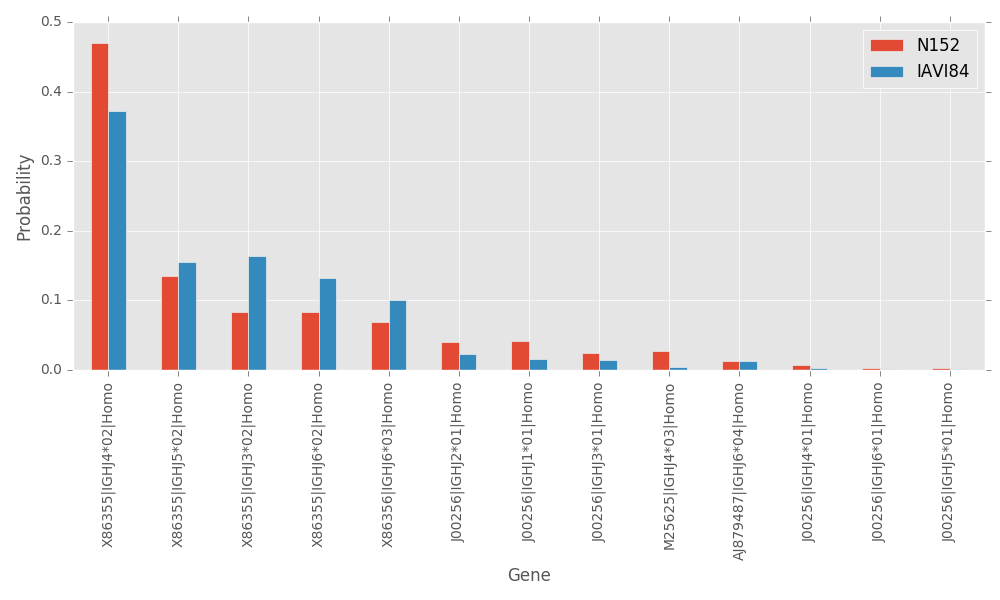 0.5
0.4
0.3
0.2
0.1
0.0
Probability
N152
IAVI84
X86355|IGHJ4*02|Homo
X86355|IGHJ5*02|Homo
X86355|IGHJ3*02|Homo
X86355|IGHJ6*02|Homo
X86356|IGHJ6*03|Homo
J00256|IGHJ2*01|Homo
J00256|IGHJ1*01|Homo
J00256|IGHJ3*01|Homo
M25625|IGHJ4*03|Homo
AJ879487|IGHJ6*04|Homo
J00256|IGHJ4*01|Homo
J00256|IGHJ6*01|Homo
J00256|IGHJ5*01|Homo
Gene